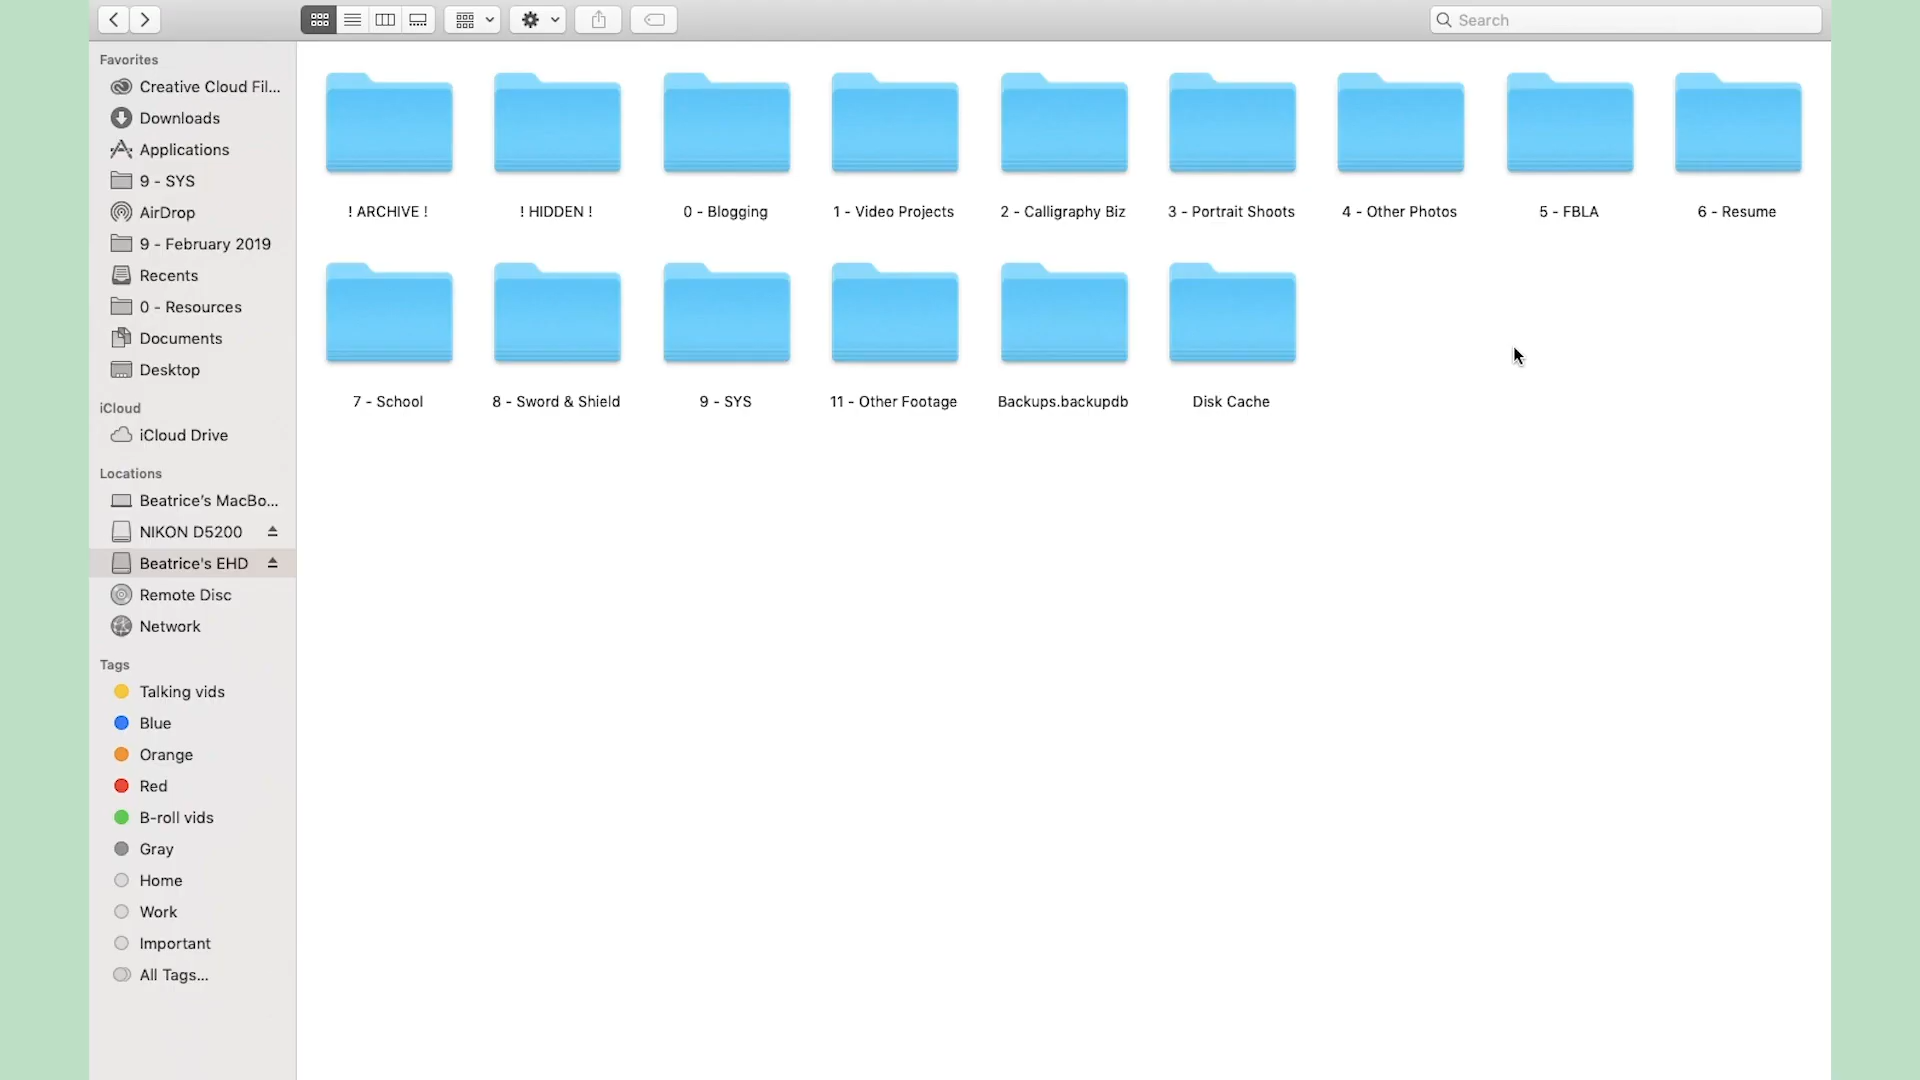 Search
Favorites
Creative Cloud Fil...
Downloads
Applications
9 - SYS
AirDrop
9 - February 2019
Recents
0 - Resources
Documents
Desktop
iCloud
iCloud Drive
Locations
Beatrice's MacBo...
NIKON D5200
Beatrice's EHD
Remote Disc
Network
Tags
Talking vids
Blue
Orange
Red
B-roll vids
Gray
Home
Work
Important
All Tags...
! ARCHIVE !
! HIDDEN !
0 - Blogging
1 - Video Projects
2 - Calligraphy Biz
3 - Portrait Shoots
4 - Other Photos
5 - FBLA
6 - Resume
7 - School
8 - Sword & Shield
9 - SYS
11 - Other Footage
Backups.backupdb
Disk Cache